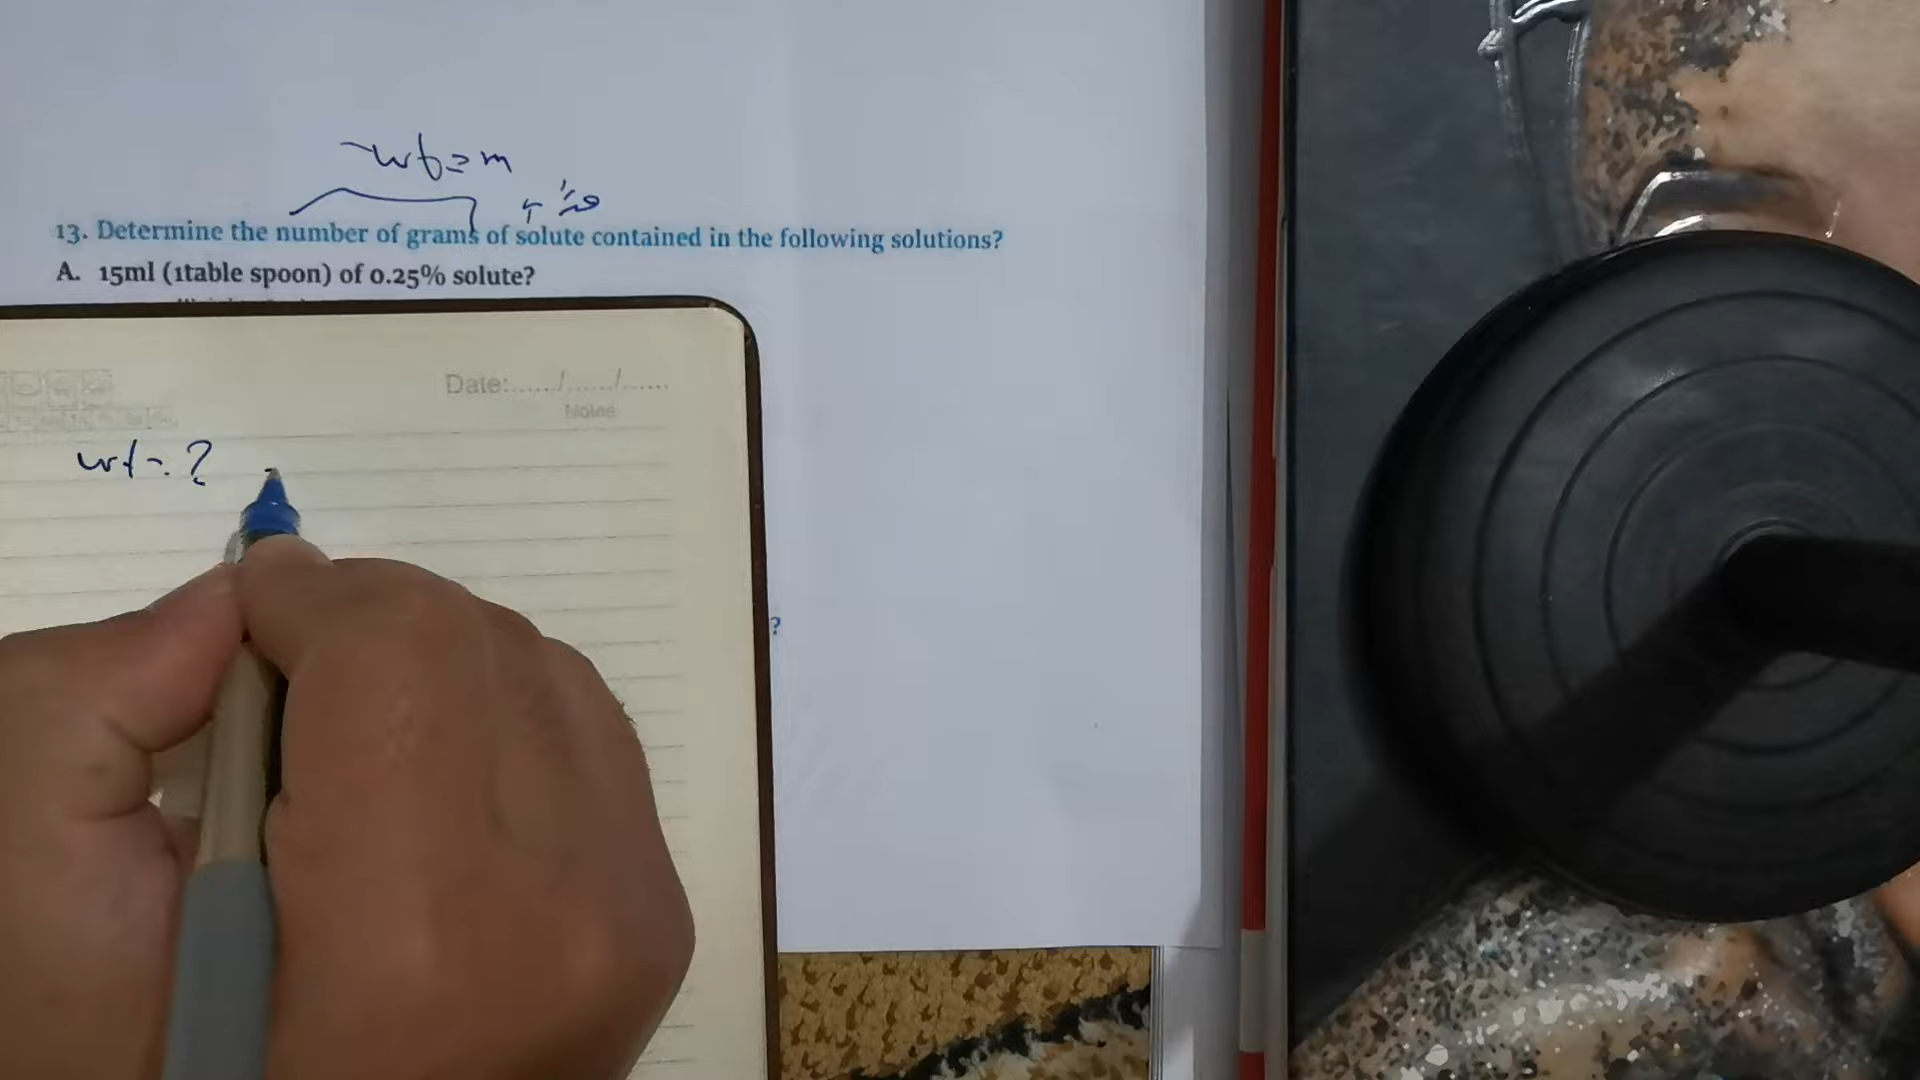 wt = m
13. Determine the number of grams of solute contained in the following solutions?
A. 15ml (1table spoon) of 0.25% solute?
Date:....../....../......
Notes
wt = ?
?